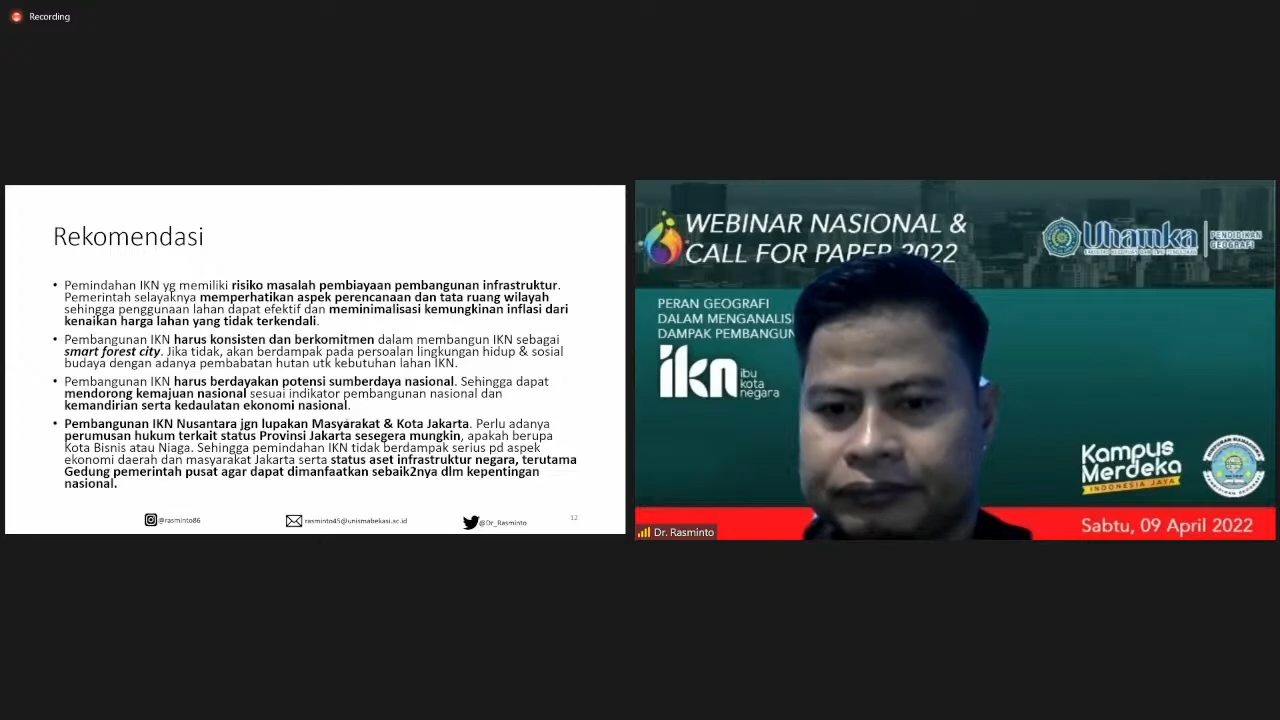 Recording
Rekomendasi
• Pemindahan IKN yg memiliki risiko masalah pembiayaan pembangunan infrastruktur.
Pemerintah selayaknya memperhatikan aspek perencanaan dan tata ruang wilayah
sehingga penggunaan lahan dapat efektif dan meminimalisasi kemungkinan inflasi dari
kenaikan harga lahan yang tidak terkendali.
• Pembangunan IKN harus konsisten dan berkomitmen dalam membangun IKN sebagai
smart forest city. Jika tidak, akan berdampak pada persoalan lingkungan hidup & sosial
budaya dengan adanya pembabatan hutan utk kebutuhan lahan IKN.
• Pembangunan IKN harus berdayakan potensi sumberdaya nasional. Sehingga dapat
mendorong kemajuan nasional sesuai indikator pembangunan nasional dan
kemandirian serta kedaulatan ekonomi nasional.
• Pembangunan IKN Nusantara jgn lupakan Masyarakat & Kota Jakarta. Perlu adanya
perumusan hukum terkait status Provinsi Jakarta sesegera mungkin, apakah berupa
Kota Bisnis atau Niaga. Sehingga pemindahan IKN tidak berdampak serius pd aspek
ekonomi daerah dan masyarakat Jakarta serta status aset infrastruktur negara, terutama
Gedung pemerintah pusat agar dapat dimanfaatkan sebaik2nya dlm kepentingan
nasional.
@rasminto86
rasminto45@unismabekasi.ac.id
@Dr_Rasminto
12
WEBINAR NASIONAL &
CALL FOR PAPER 2022
Uhamka
PENDIDIKAN
GEOGRAFI
PERAN GEOGRAFI
DALAM MENGANALISI
DAMPAK PEMBANGUN
ikn
ibu
kota
negara
Kampus
Merdeka
INDONESIA JAYA
Sabtu, 09 April 2022
Dr. Rasminto